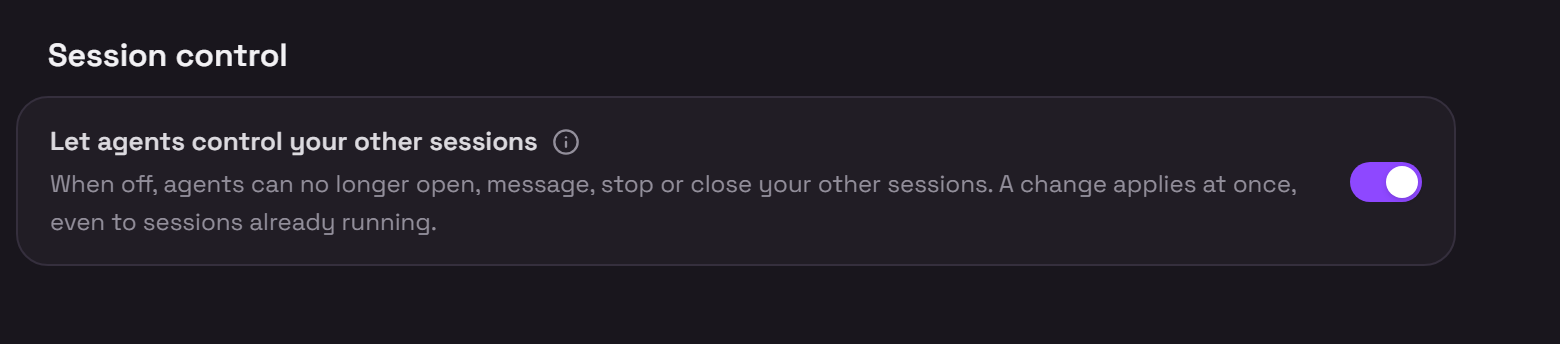 Session control
Let agents control your other sessions
When off, agents can no longer open, message, stop or close your other sessions. A change applies at once,
even to sessions already running.